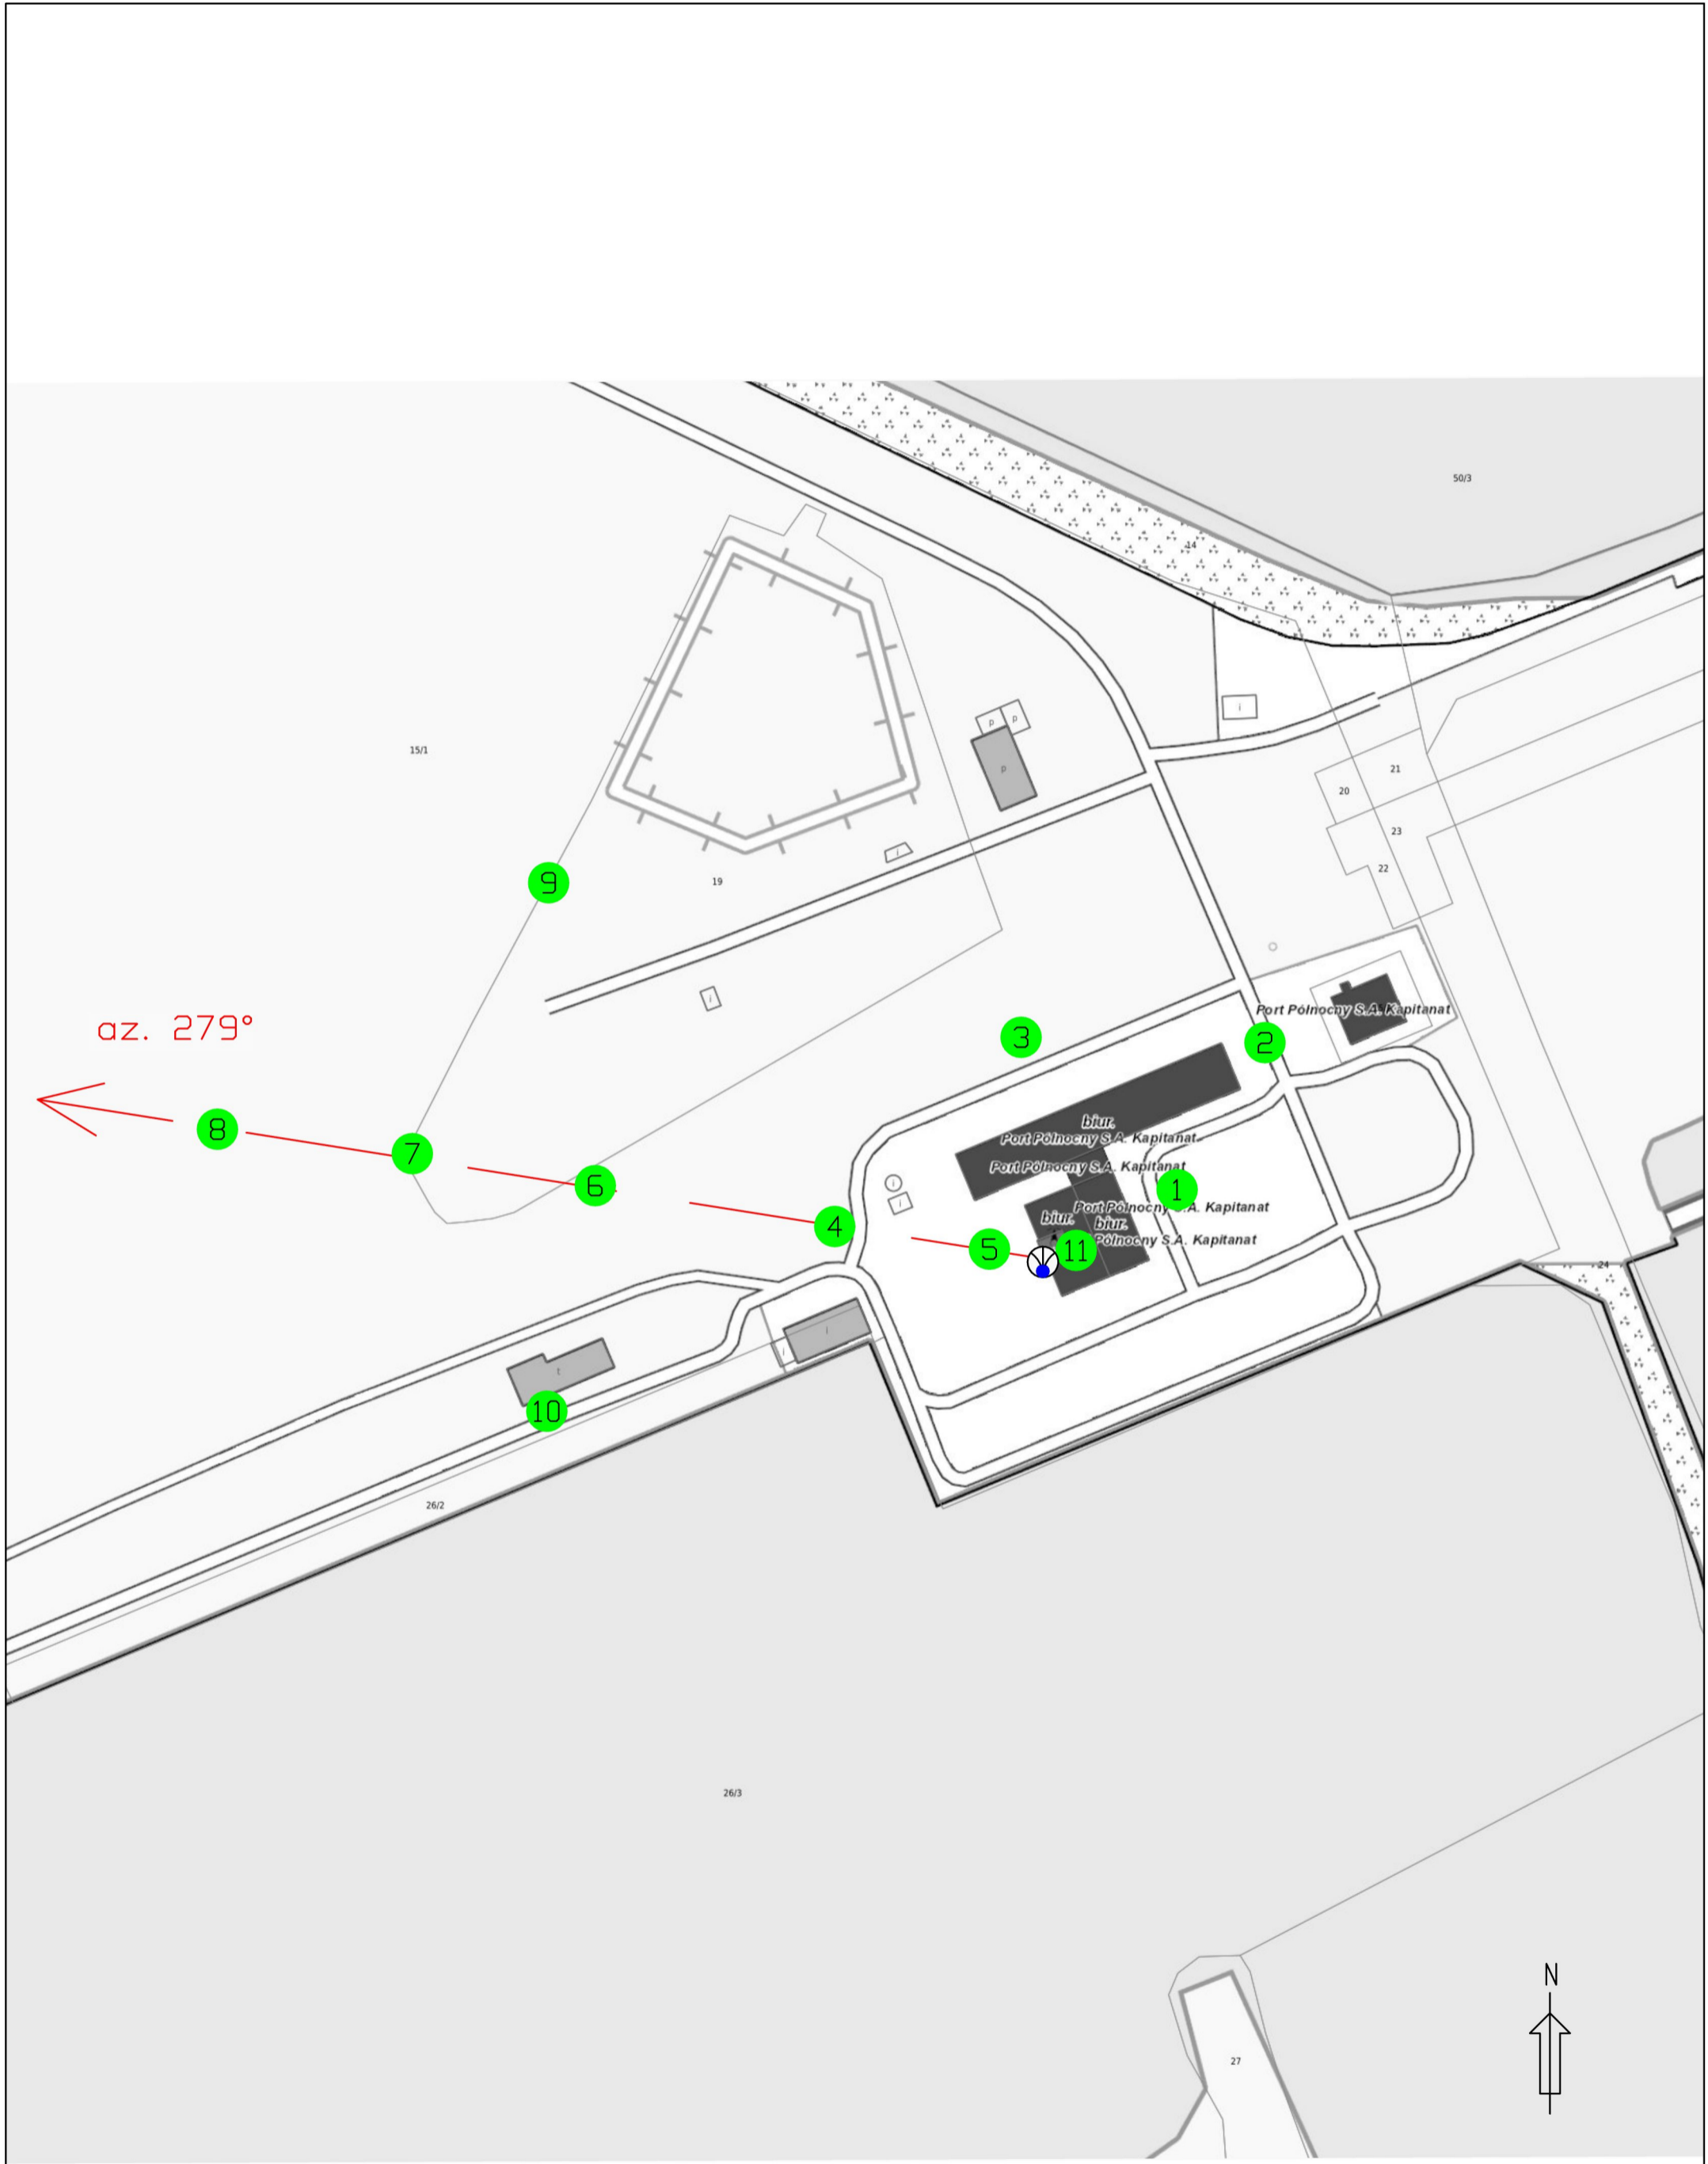 50/3
14
i
p
p
p
15/1
21
20
23
22
i
9
19
i
az. 279°
Port Północny S.A. Kapitanat
3
2
8
biur.
Port Północny S.A. Kapitanat
7
Port Północny S.A. Kapitanat
6
i
1
i
Port Północny S.A. Kapitanat
4
biur.
biur.
Północny S.A. Kapitanat
5
11
24
i
i
t
10
26/2
26/3
N
27